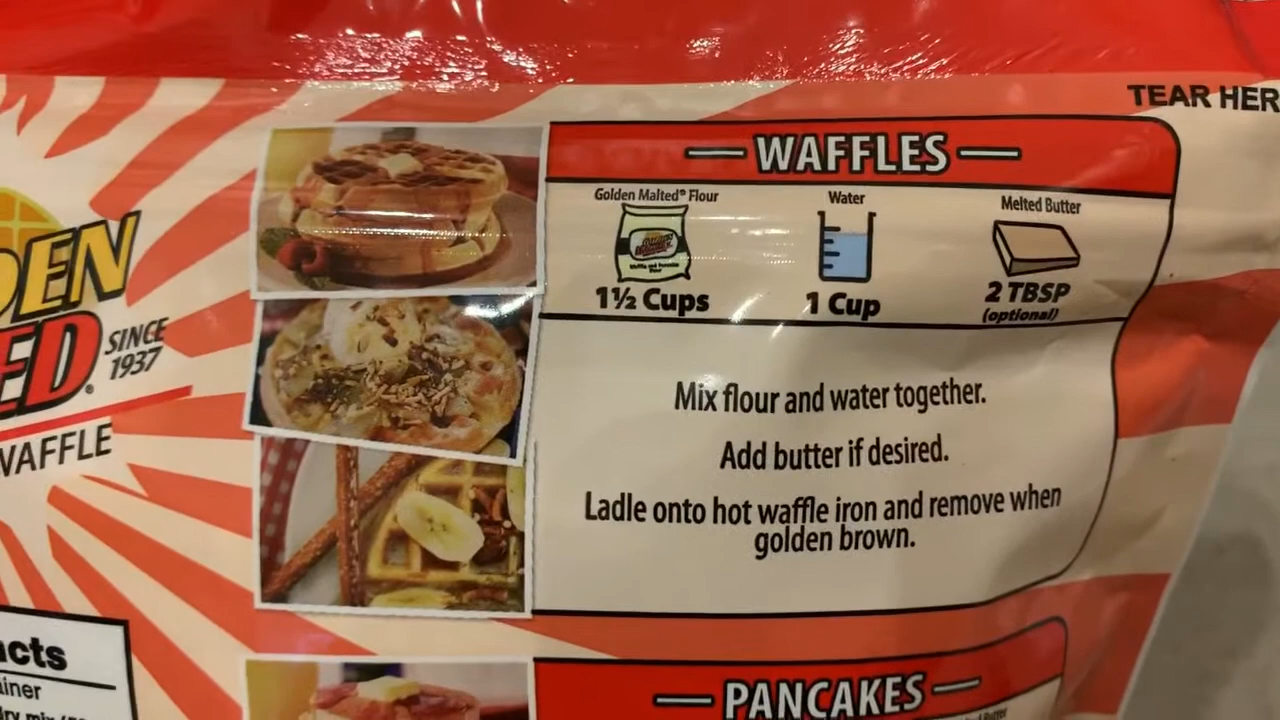 TEAR HER
WAFFLES
Golden Malted® Flour
Water
Melted Butter
1½ Cups
1 Cup
2 TBSP
(optional)
Mix flour and water together.
Add butter if desired.
Ladle onto hot waffle iron and remove when
golden brown.
DEN
ED®
SINCE
1937
WAFFLE
acts
ainer
PANCAKES